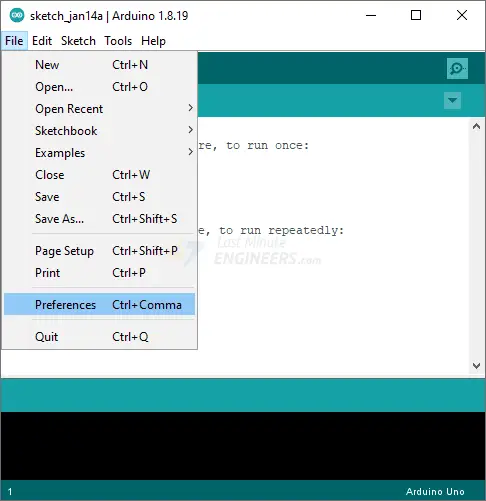 sketch_jan14a | Arduino 1.8.19
File Edit Sketch Tools Help
New Ctrl+N
Open... Ctrl+O
Open Recent
Sketchbook
Examples
Close Ctrl+W
Save Ctrl+S
Save As... Ctrl+Shift+S
Page Setup Ctrl+Shift+P
Print Ctrl+P
Preferences Ctrl+Comma
Quit Ctrl+Q
re, to run once:
e, to run repeatedly:
Last Minute
ENGINEERS.com
1 Arduino Uno